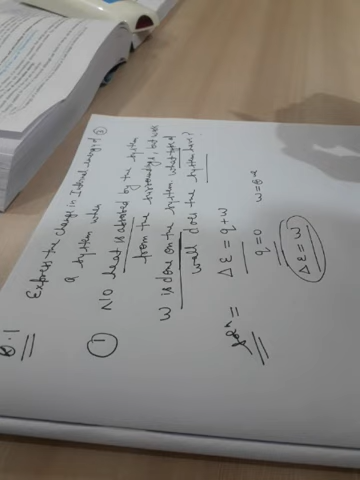 Q.1 Express the change in Internal energy of
a system when
① NO heat is absorbed by the system
from the surroundings, but work
W is done on the system. what type of
wall does the system have?
ΔE = q + w
q = 0
ΔE = W